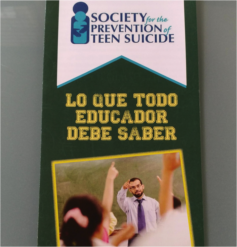 SOCIETY for the
PREVENTION of
TEEN SUICIDE
LO QUE TODO
EDUCADOR
DEBE SABER